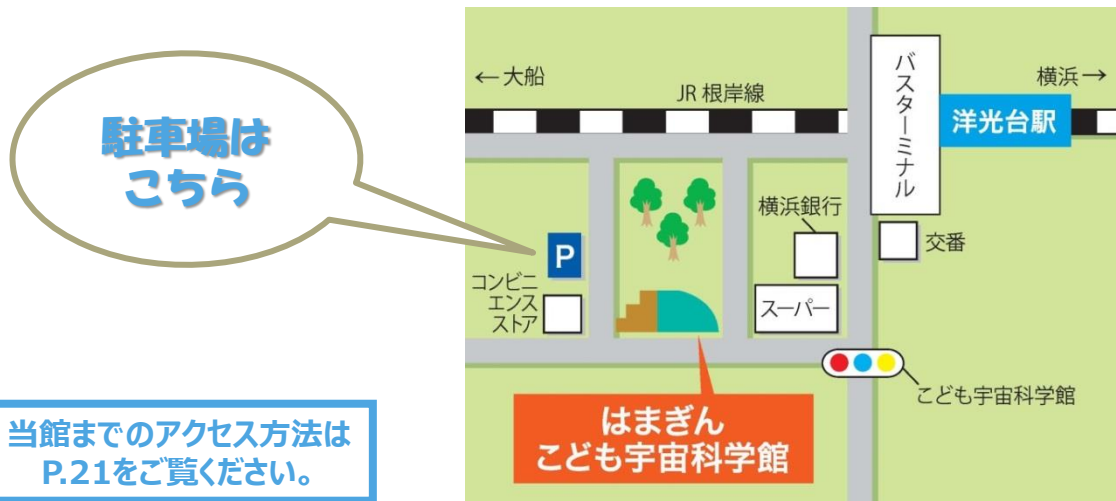 駐車場は
こちら
←大船
JR 根岸線
バスターミナル
横浜→
洋光台駅
横浜銀行
交番
P
コンビニ
エンス
ストア
スーパー
こども宇宙科学館
はまぎん
こども宇宙科学館
当館までのアクセス方法は
P.21をご覧ください。